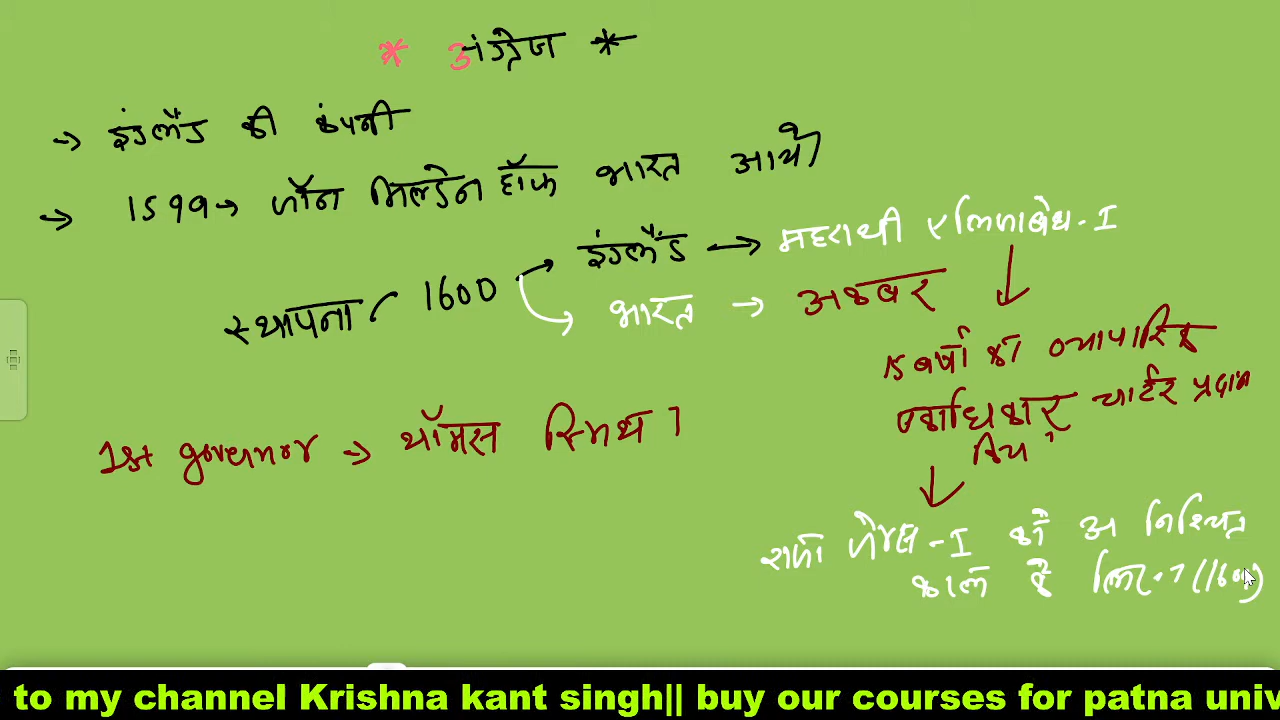 * अंग्रेज *
→ इंग्लैंड की कंपनी
→ 1599 → जॉन मिल्डेन हॉल भारत आये
स्थापना 1600 → इंग्लैंड → महारानी एलिजाबेथ - I
→ भारत → अकबर
15 वर्षो का व्यापारिक
एकाधिकार चार्टर प्रदान
किय
1st governor → थॉमस स्मिथ ।
राजा जेम्स - I को अनिश्चित
काल के लिए । (1609)
to my channel Krishna kant singh|| buy our courses for patna univ